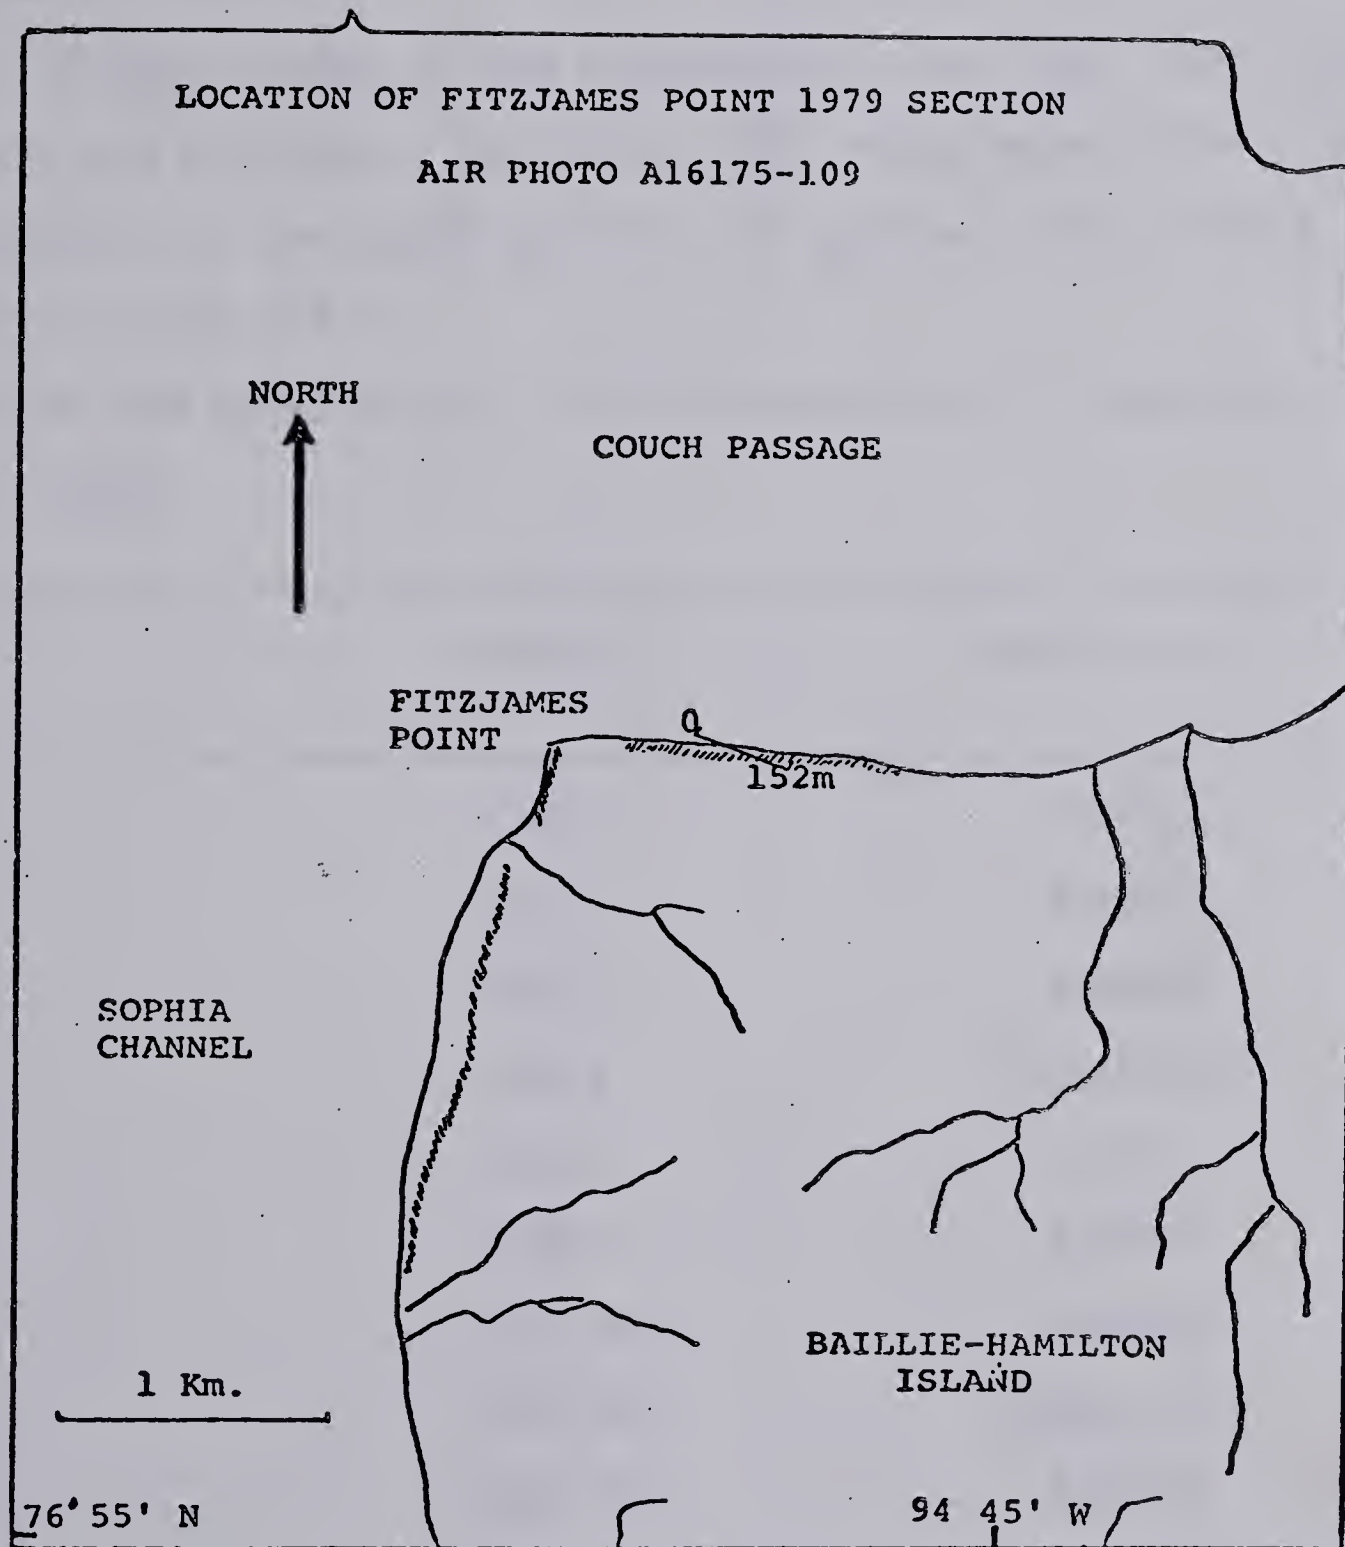 LOCATION OF FITZJAMES POINT 1979 SECTION
AIR PHOTO A16175-109
NORTH
COUCH PASSAGE
FITZJAMES
POINT
0
152m
SOPHIA
CHANNEL
BAILLIE-HAMILTON
ISLAND
1 Km.
76° 55' N
94 45' W